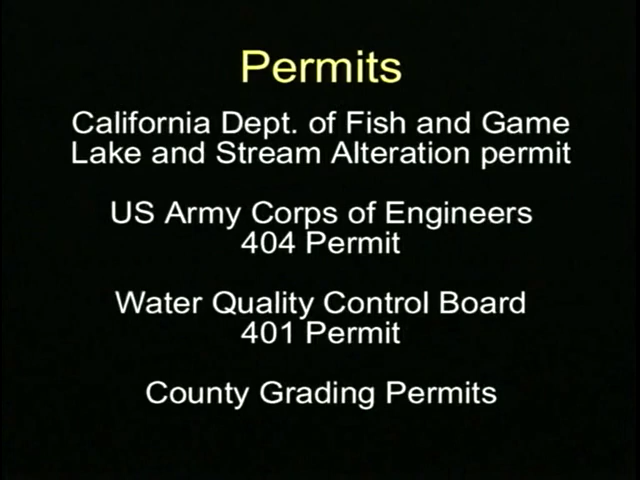 Permits
California Dept. of Fish and Game
Lake and Stream Alteration permit
US Army Corps of Engineers
404 Permit
Water Quality Control Board
401 Permit
County Grading Permits